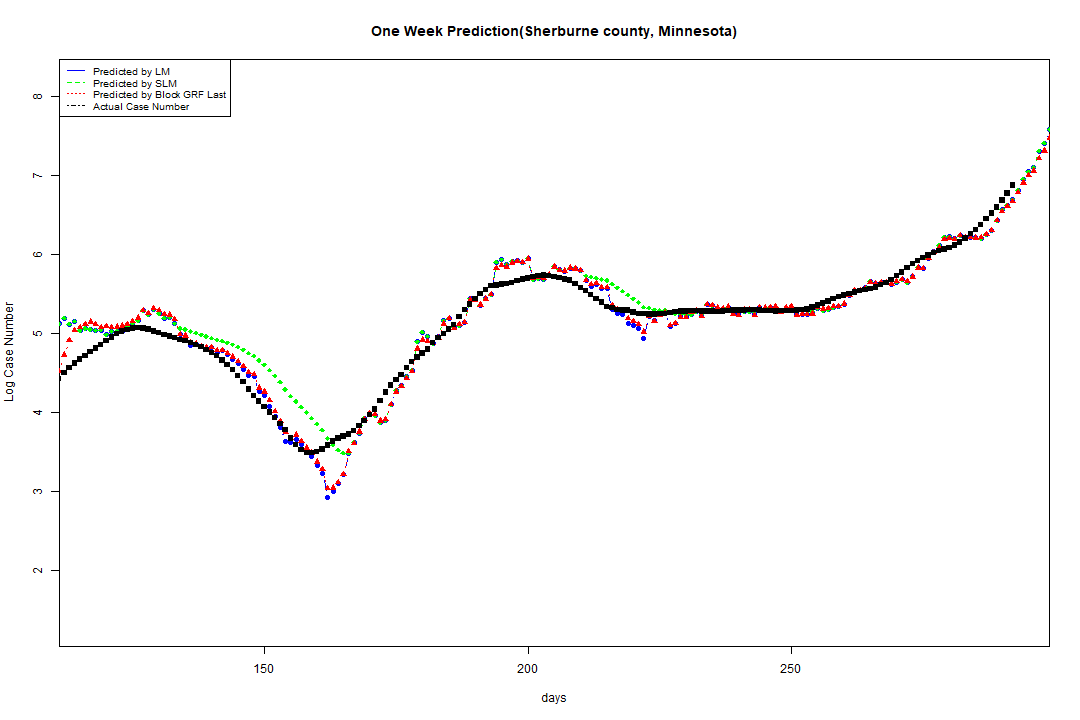 One Week Prediction(Sherburne county, Minnesota)
Predicted by LM
Predicted by SLM
Predicted by Block GRF Last
Actual Case Number
Log Case Number
8
7
6
5
4
3
2
150
200
250
days